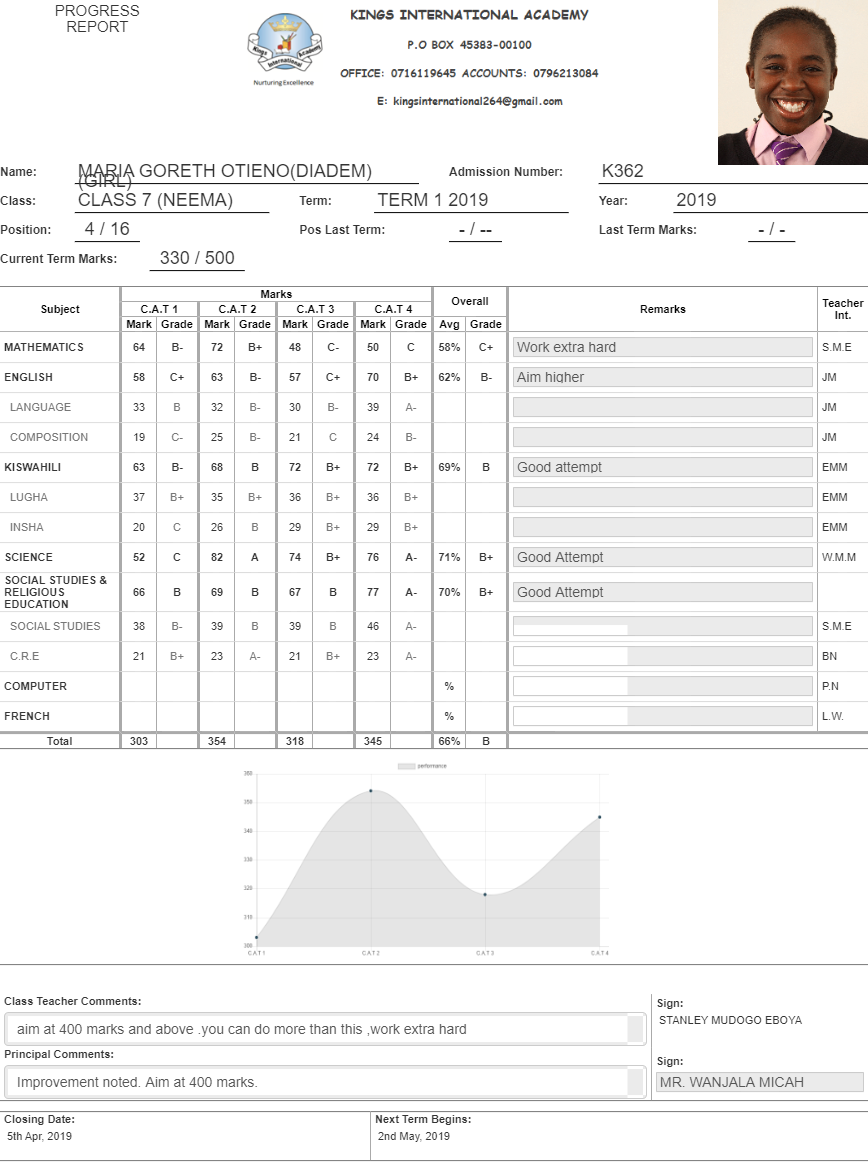 PROGRESS
REPORT
KINGS INTERNATIONAL ACADEMY
P.O BOX 45383-00100
OFFICE: 0716119645 ACCOUNTS: 0796213084
E: kingsinternational264@gmail.com
Kings Academy
International
Nurturing Excellence
Name: MARIA GORETH OTIENO(DIADEM) Admission Number: K362
(GIRL)
Class: CLASS 7 (NEEMA) Term: TERM 1 2019 Year: 2019
Position: 4 / 16 Pos Last Term: - / -- Last Term Marks: - / -
Current Term Marks: 330 / 500
Subject Marks Overall Remarks Teacher Int.
C.A.T 1 C.A.T 2 C.A.T 3 C.A.T 4
Mark Grade Mark Grade Mark Grade Mark Grade Avg Grade
MATHEMATICS 64 B- 72 B+ 48 C- 50 C 58% C+ Work extra hard S.M.E
ENGLISH 58 C+ 63 B- 57 C+ 70 B+ 62% B- Aim higher JM
LANGUAGE 33 B 32 B- 30 B- 39 A- JM
COMPOSITION 19 C- 25 B- 21 C 24 B- JM
KISWAHILI 63 B- 68 B 72 B+ 72 B+ 69% B Good attempt EMM
LUGHA 37 B+ 35 B+ 36 B+ 36 B+ EMM
INSHA 20 C 26 B 29 B+ 29 B+ EMM
SCIENCE 52 C 82 A 74 B+ 76 A- 71% B+ Good Attempt W.M.M
SOCIAL STUDIES &
RELIGIOUS
EDUCATION 66 B 69 B 67 B 77 A- 70% B+ Good Attempt
SOCIAL STUDIES 38 B- 39 B 39 B 46 A- S.M.E
C.R.E 21 B+ 23 A- 21 B+ 23 A- BN
COMPUTER % P.N
FRENCH % L.W.
Total 303 354 318 345 66% B
performance
360
350
340
330
320
310
300
CAT1 CAT2 CAT3 CAT4
Class Teacher Comments: Sign:
aim at 400 marks and above .you can do more than this ,work extra hard STANLEY MUDOGO EBOYA
Principal Comments: Sign:
Improvement noted. Aim at 400 marks. MR. WANJALA MICAH
Closing Date: Next Term Begins:
5th Apr, 2019 2nd May, 2019